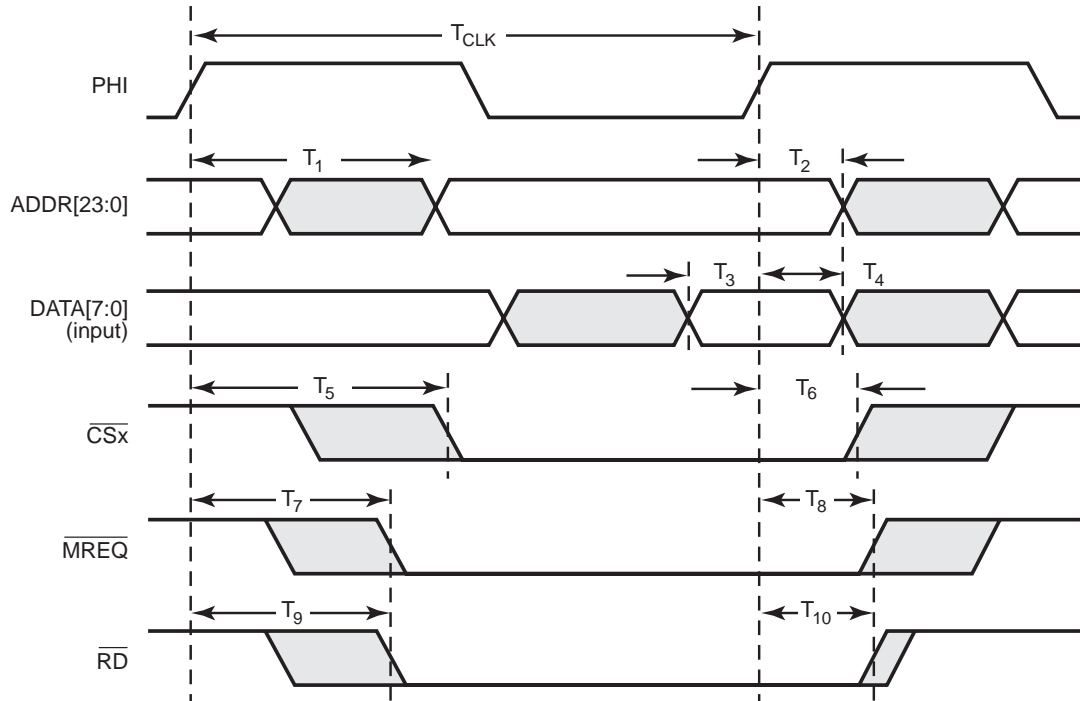 T_CLK
PHI
T_1
T_2
ADDR[23:0]
T_3
T_4
DATA[7:0]
(input)
T_5
T_6
CSx
T_7
T_8
MREQ
T_9
T_10
RD